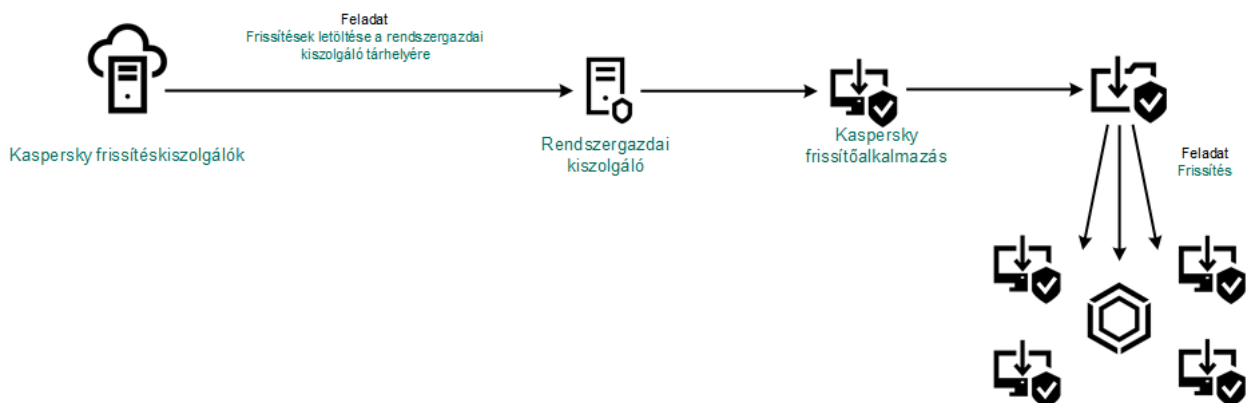 Feladat
Frissítések letöltése a rendszergazdai
kiszolgáló tárhelyére
Kaspersky frissítéskiszolgálók
Rendszergazdai
kiszolgáló
Kaspersky
frissítőalkalmazás
Feladat
Frissítés